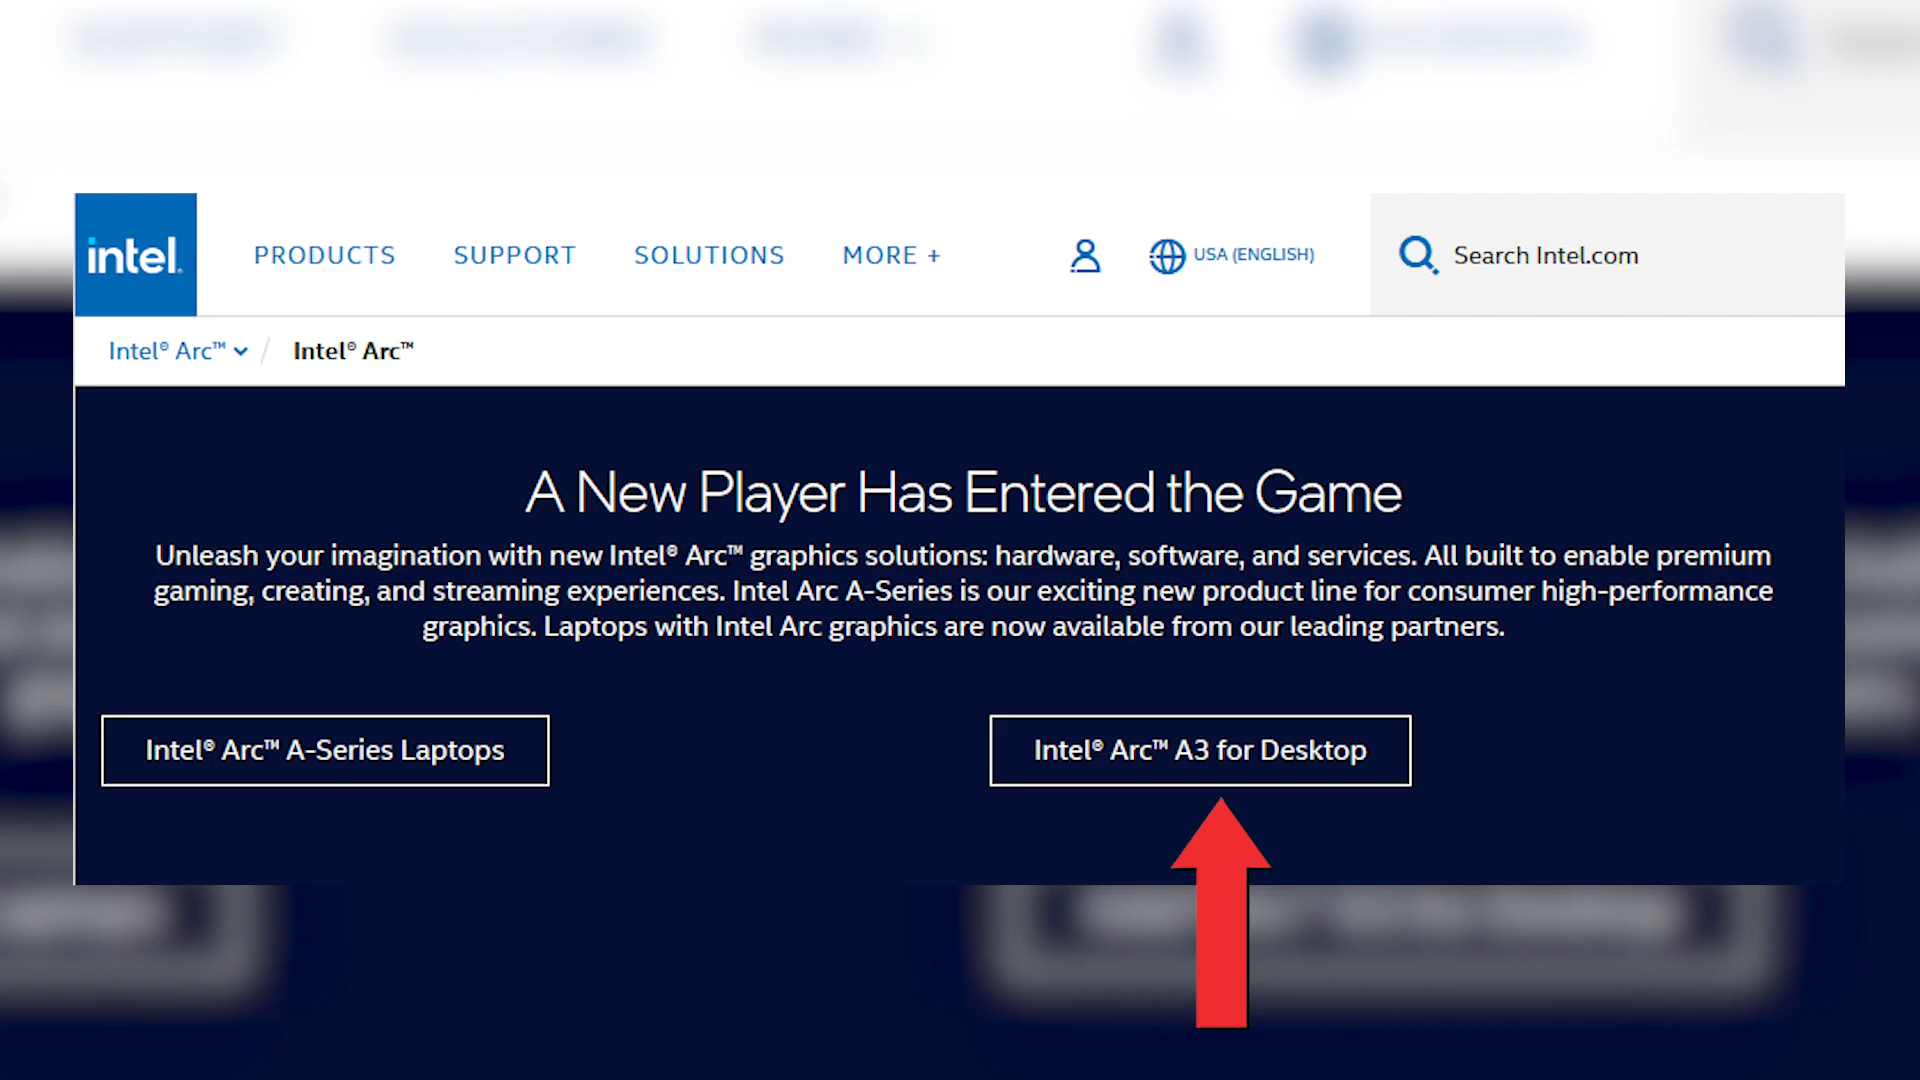 intel.
PRODUCTS
SUPPORT
SOLUTIONS
MORE +
USA (ENGLISH)
Search Intel.com
Intel® Arc™
Intel® Arc™
A New Player Has Entered the Game
Unleash your imagination with new Intel® Arc™ graphics solutions: hardware, software, and services. All built to enable premium
gaming, creating, and streaming experiences. Intel Arc A-Series is our exciting new product line for consumer high-performance
graphics. Laptops with Intel Arc graphics are now available from our leading partners.
Intel® Arc™ A-Series Laptops
Intel® Arc™ A3 for Desktop